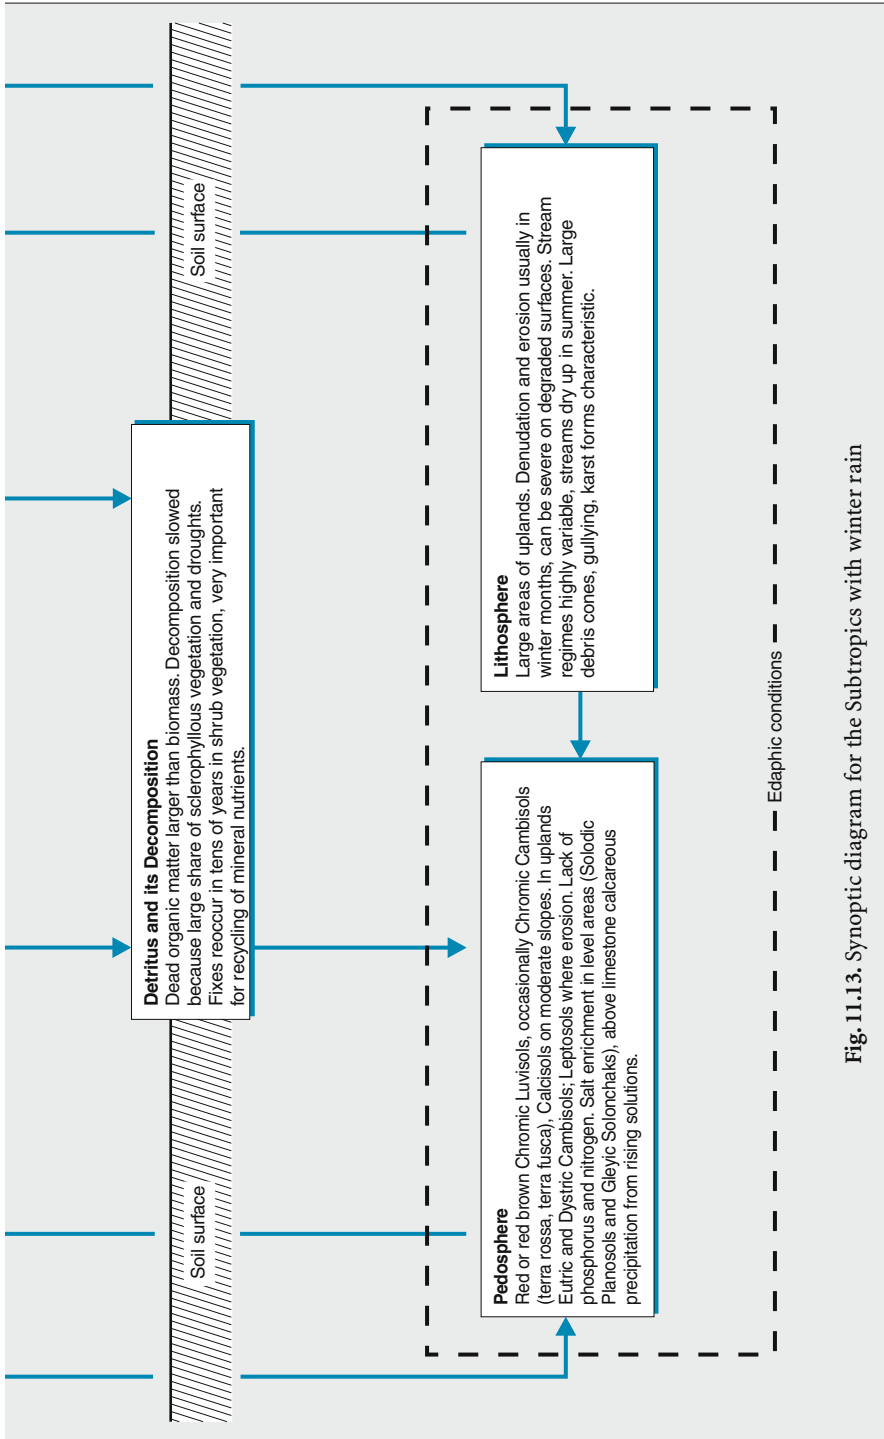 Soil surface
Soil surface
Detritus and its Decomposition
Dead organic matter larger than biomass. Decomposition slowed
because large share of sclerophyllous vegetation and droughts.
Fixes reoccur in tens of years in shrub vegetation, very important
for recycling of mineral nutrients.
Pedosphere
Red or red brown Chromic Luvisols, occasionally Chromic Cambisols
(terra rossa, terra fusca), Calcisols on moderate slopes. In uplands
Eutric and Dystric Cambisols; Leptosols where erosion. Lack of
phosphorus and nitrogen. Salt enrichment in level areas (Solodic
Planosols and Gleyic Solonchaks), above limestone calcareous
precipitation from rising solutions.
Lithosphere
Large areas of uplands. Denudation and erosion usually in
winter months, can be severe on degraded surfaces. Stream
regimes highly variable, streams dry up in summer. Large
debris cones, gullying, karst forms characteristic.
Edaphic conditions
Fig. 11.13. Synoptic diagram for the Subtropics with winter rain